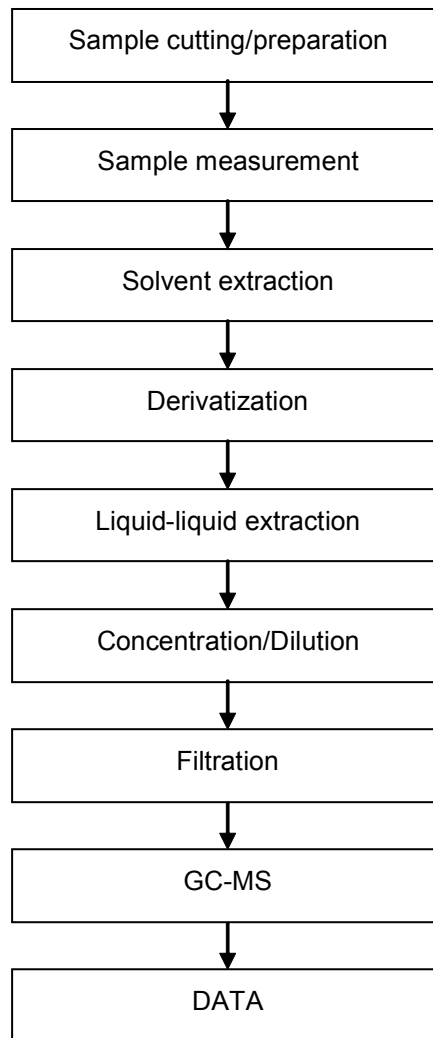 Sample cutting/preparation
Sample measurement
Solvent extraction
Derivatization
Liquid-liquid extraction
Concentration/Dilution
Filtration
GC-MS
DATA